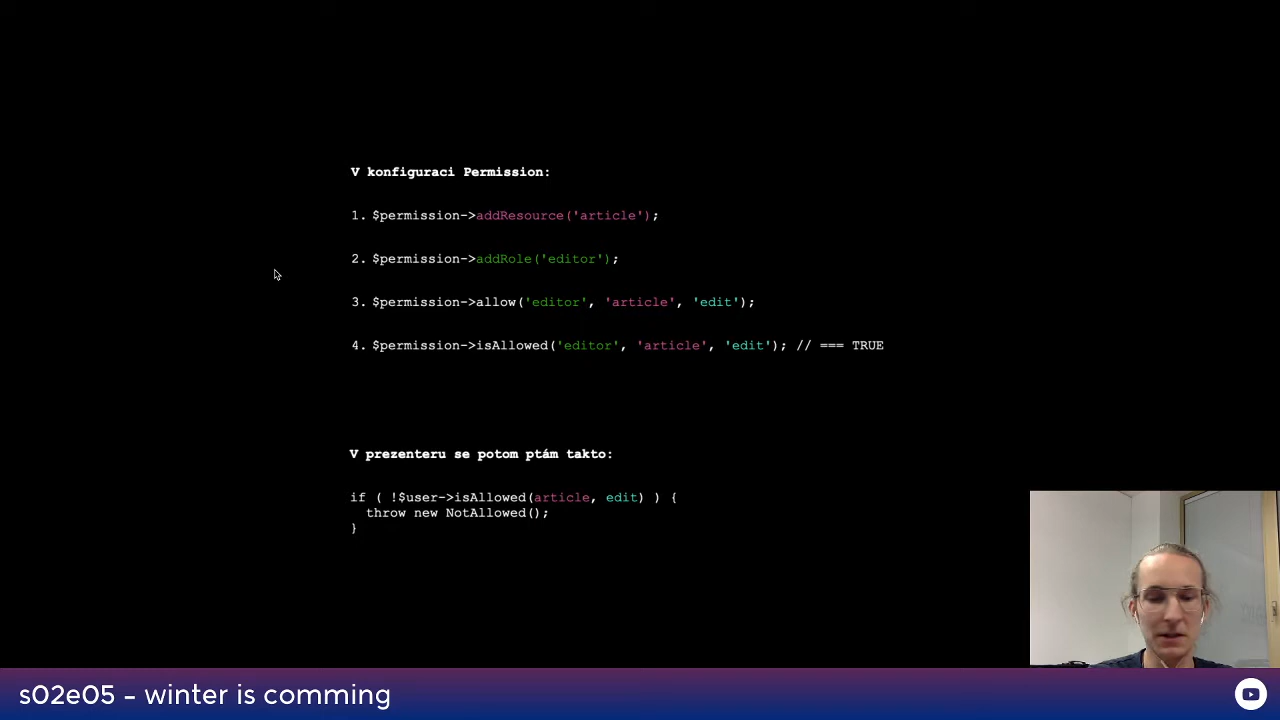 V konfiguraci Permission:
1. $permission->addResource('article');
2. $permission->addRole('editor');
3. $permission->allow('editor', 'article', 'edit');
4. $permission->isAllowed('editor', 'article', 'edit'); // === TRUE
V prezenteru se potom ptám takto:
if ( !$user->isAllowed(article, edit) ) {
throw new NotAllowed();
}
s02e05 - winter is comming